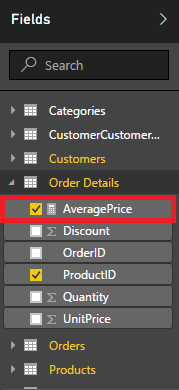 Fields
Search
Categories
CustomerCustomer...
Customers
Order Details
AveragePrice
Discount
OrderID
ProductID
Quantity
UnitPrice
Orders
Products